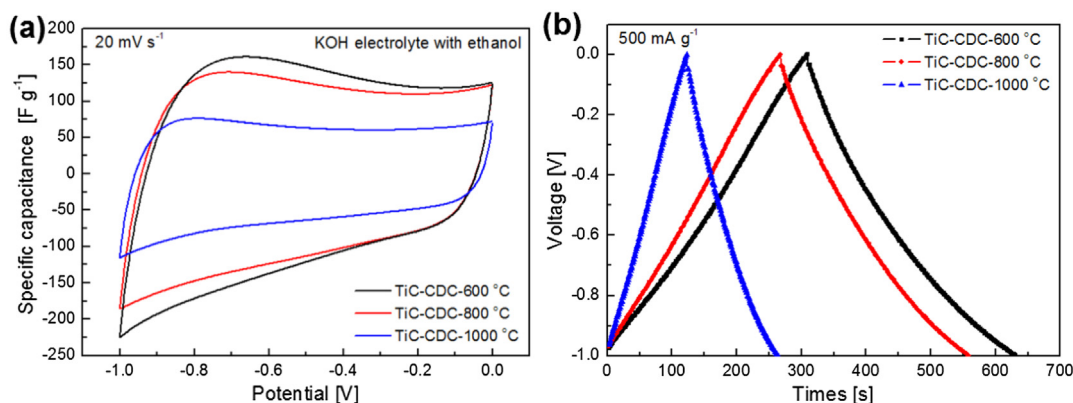 (a)
20 mV s⁻¹
KOH electrolyte with ethanol
Specific capacitance [F g⁻¹]
200
150
100
50
0
-50
-100
-150
-200
-250
TiC-CDC-600 °C
TiC-CDC-800 °C
TiC-CDC-1000 °C
-1.0 -0.8 -0.6 -0.4 -0.2 0.0
Potential [V]
(b)
500 mA g⁻¹
TiC-CDC-600 °C
TiC-CDC-800 °C
TiC-CDC-1000 °C
Voltage [V]
0.0
-0.2
-0.4
-0.6
-0.8
-1.0
0 100 200 300 400 500 600 700
Times [s]